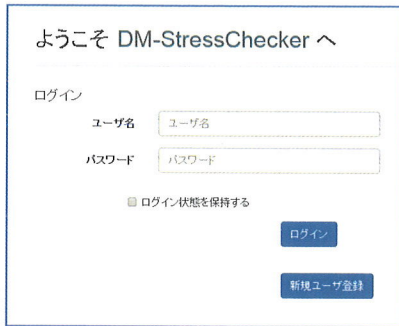 ようこそ DM-StressChecker へ
ログイン
ユーザ名 ユーザ名
パスワード パスワード
ログイン状態を保持する
ログイン
新規ユーザ登録